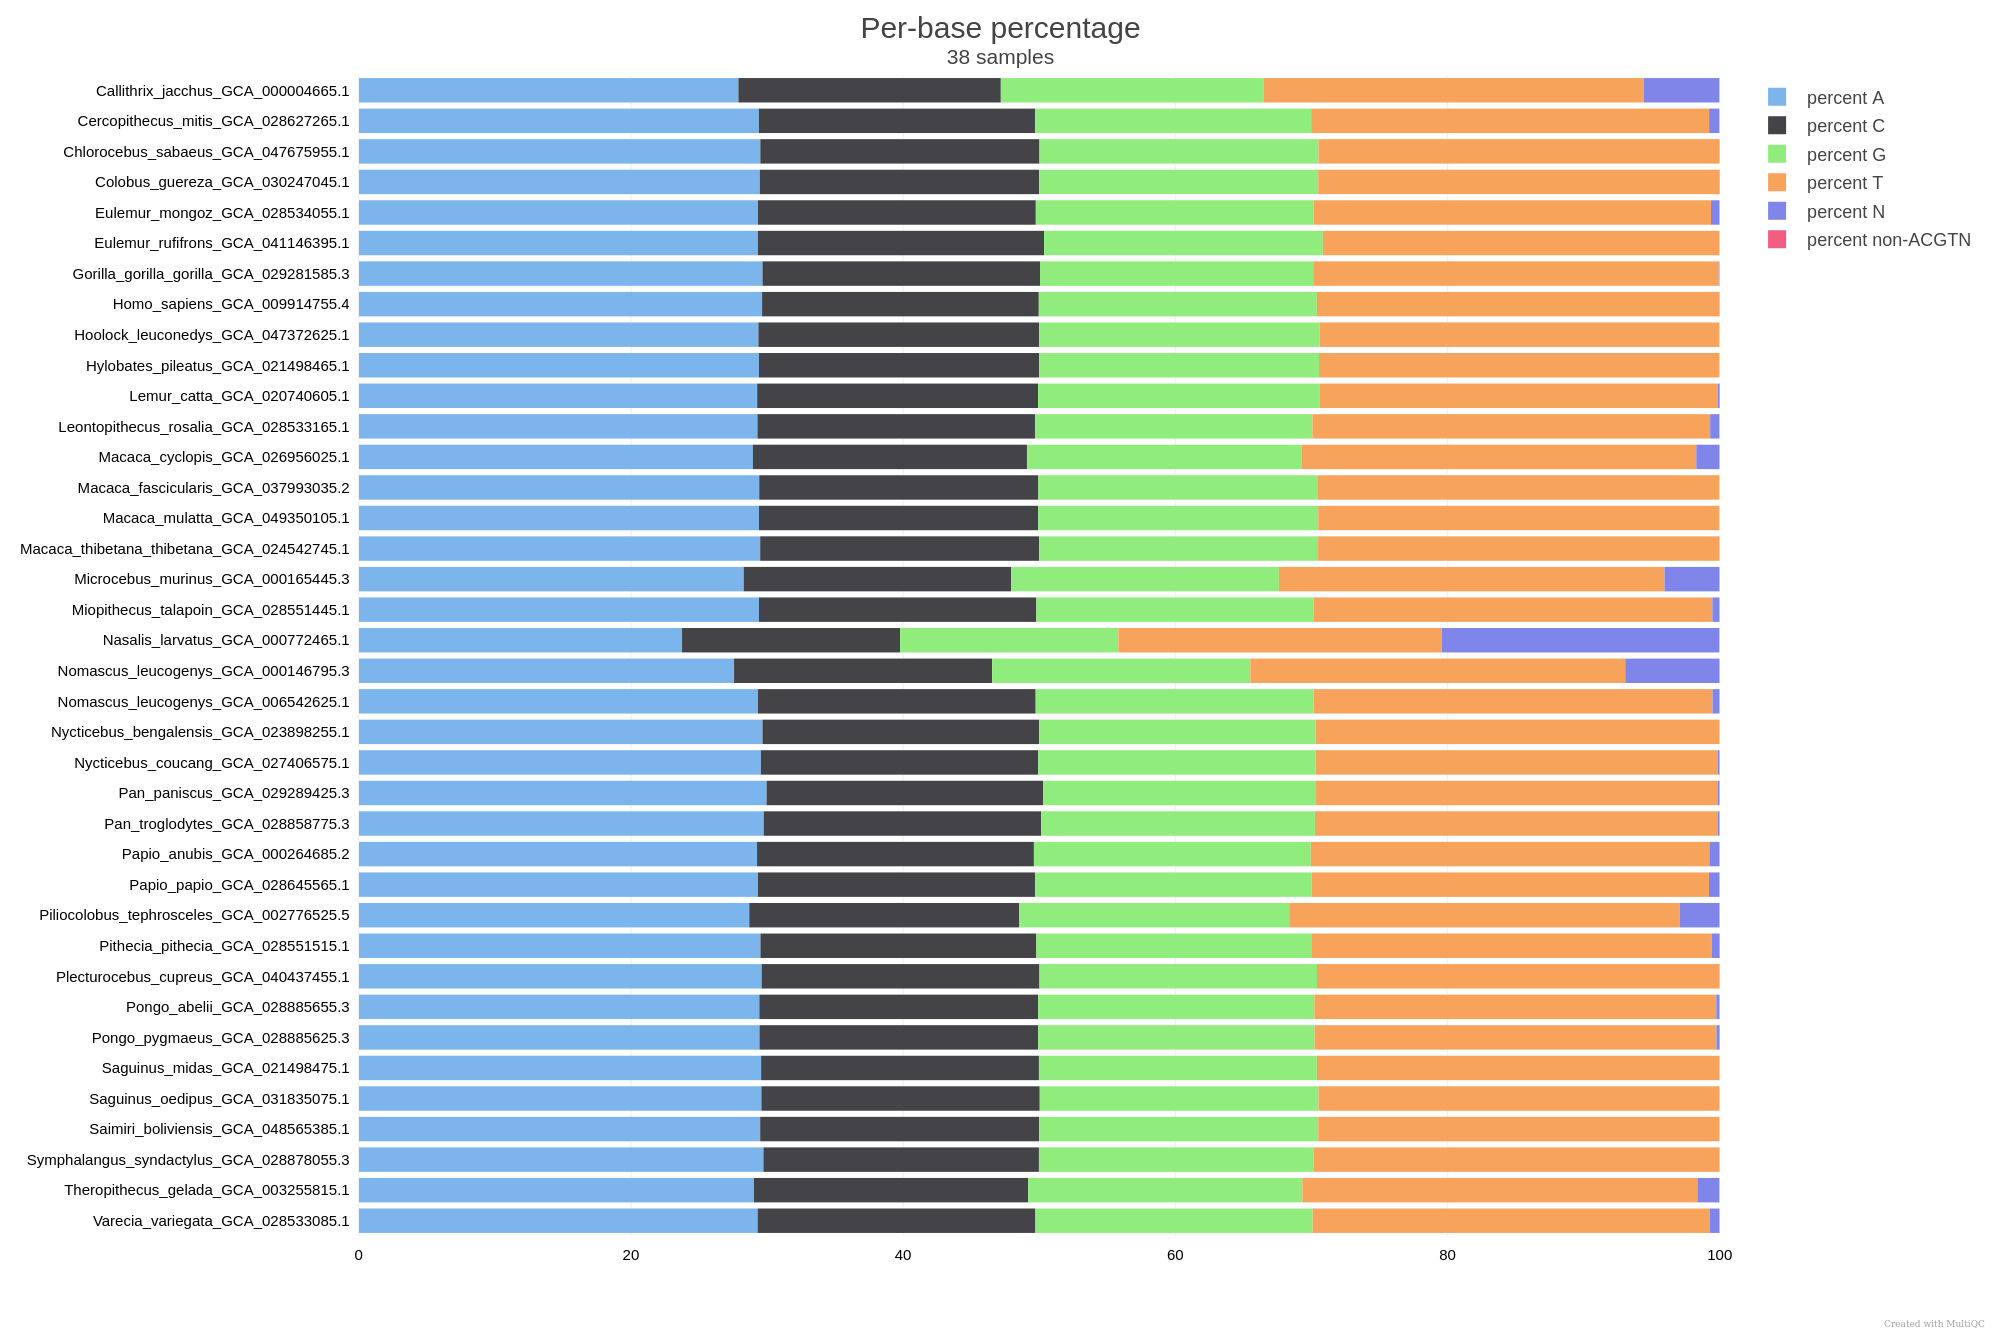 Per-base percentage
38 samples
Callithrix_jacchus_GCA_000004665.1
Cercopithecus_mitis_GCA_028627265.1
Chlorocebus_sabaeus_GCA_047675955.1
Colobus_guereza_GCA_030247045.1
Eulemur_mongoz_GCA_028534055.1
Eulemur_rufifrons_GCA_041146395.1
Gorilla_gorilla_gorilla_GCA_029281585.3
Homo_sapiens_GCA_009914755.4
Hoolock_leuconedys_GCA_047372625.1
Hylobates_pileatus_GCA_021498465.1
Lemur_catta_GCA_020740605.1
Leontopithecus_rosalia_GCA_028533165.1
Macaca_cyclopis_GCA_026956025.1
Macaca_fascicularis_GCA_037993035.2
Macaca_mulatta_GCA_049350105.1
Macaca_thibetana_thibetana_GCA_024542745.1
Microcebus_murinus_GCA_000165445.3
Miopithecus_talapoin_GCA_028551445.1
Nasalis_larvatus_GCA_000772465.1
Nomascus_leucogenys_GCA_000146795.3
Nomascus_leucogenys_GCA_006542625.1
Nycticebus_bengalensis_GCA_023898255.1
Nycticebus_coucang_GCA_027406575.1
Pan_paniscus_GCA_029289425.3
Pan_troglodytes_GCA_028858775.3
Papio_anubis_GCA_000264685.2
Papio_papio_GCA_028645565.1
Piliocolobus_tephrosceles_GCA_002776525.5
Pithecia_pithecia_GCA_028551515.1
Plecturocebus_cupreus_GCA_040437455.1
Pongo_abelii_GCA_028885655.3
Pongo_pygmaeus_GCA_028885625.3
Saguinus_midas_GCA_021498475.1
Saguinus_oedipus_GCA_031835075.1
Saimiri_boliviensis_GCA_048565385.1
Symphalangus_syndactylus_GCA_028878055.3
Theropithecus_gelada_GCA_003255815.1
Varecia_variegata_GCA_028533085.1
0 20 40 60 80 100
percent A
percent C
percent G
percent T
percent N
percent non-ACGTN
Created with MultiQC